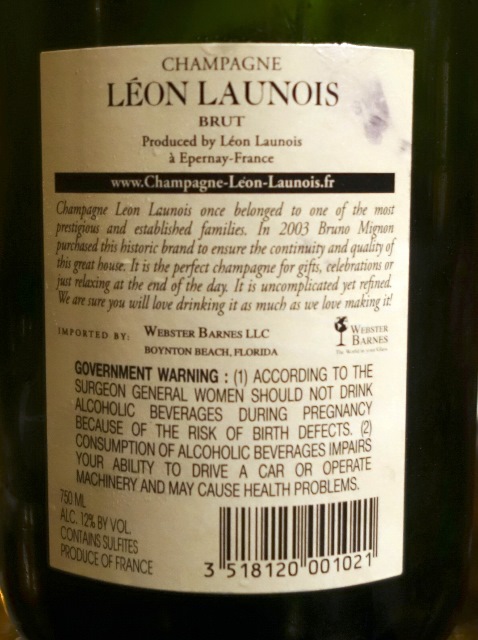 CHAMPAGNE
LÉON LAUNOIS
BRUT
Produced by Léon Launois
à Epernay-France
www.Champagne-Léon-Launois.fr
Champagne Léon Launois once belonged to one of the most
prestigious and established families. In 2003 Bruno Mignon
purchased this historic brand to ensure the continuity and quality of
this great house. It is the perfect champagne for gifts, celebrations or
just relaxing at the end of the day. It is uncomplicated yet refined.
We are sure you will love drinking it as much as we love making it!
IMPORTED BY: WEBSTER BARNES LLC
BOYNTON BEACH, FLORIDA
WEBSTER
BARNES
The World in your Glass
GOVERNMENT WARNING : (1) ACCORDING TO THE
SURGEON GENERAL WOMEN SHOULD NOT DRINK
ALCOHOLIC BEVERAGES DURING PREGNANCY
BECAUSE OF THE RISK OF BIRTH DEFECTS. (2)
CONSUMPTION OF ALCOHOLIC BEVERAGES IMPAIRS
YOUR ABILITY TO DRIVE A CAR OR OPERATE
MACHINERY AND MAY CAUSE HEALTH PROBLEMS.
750 ML
ALC. 12% BY VOL.
CONTAINS SULFITES
PRODUCE OF FRANCE
3 518120 001021